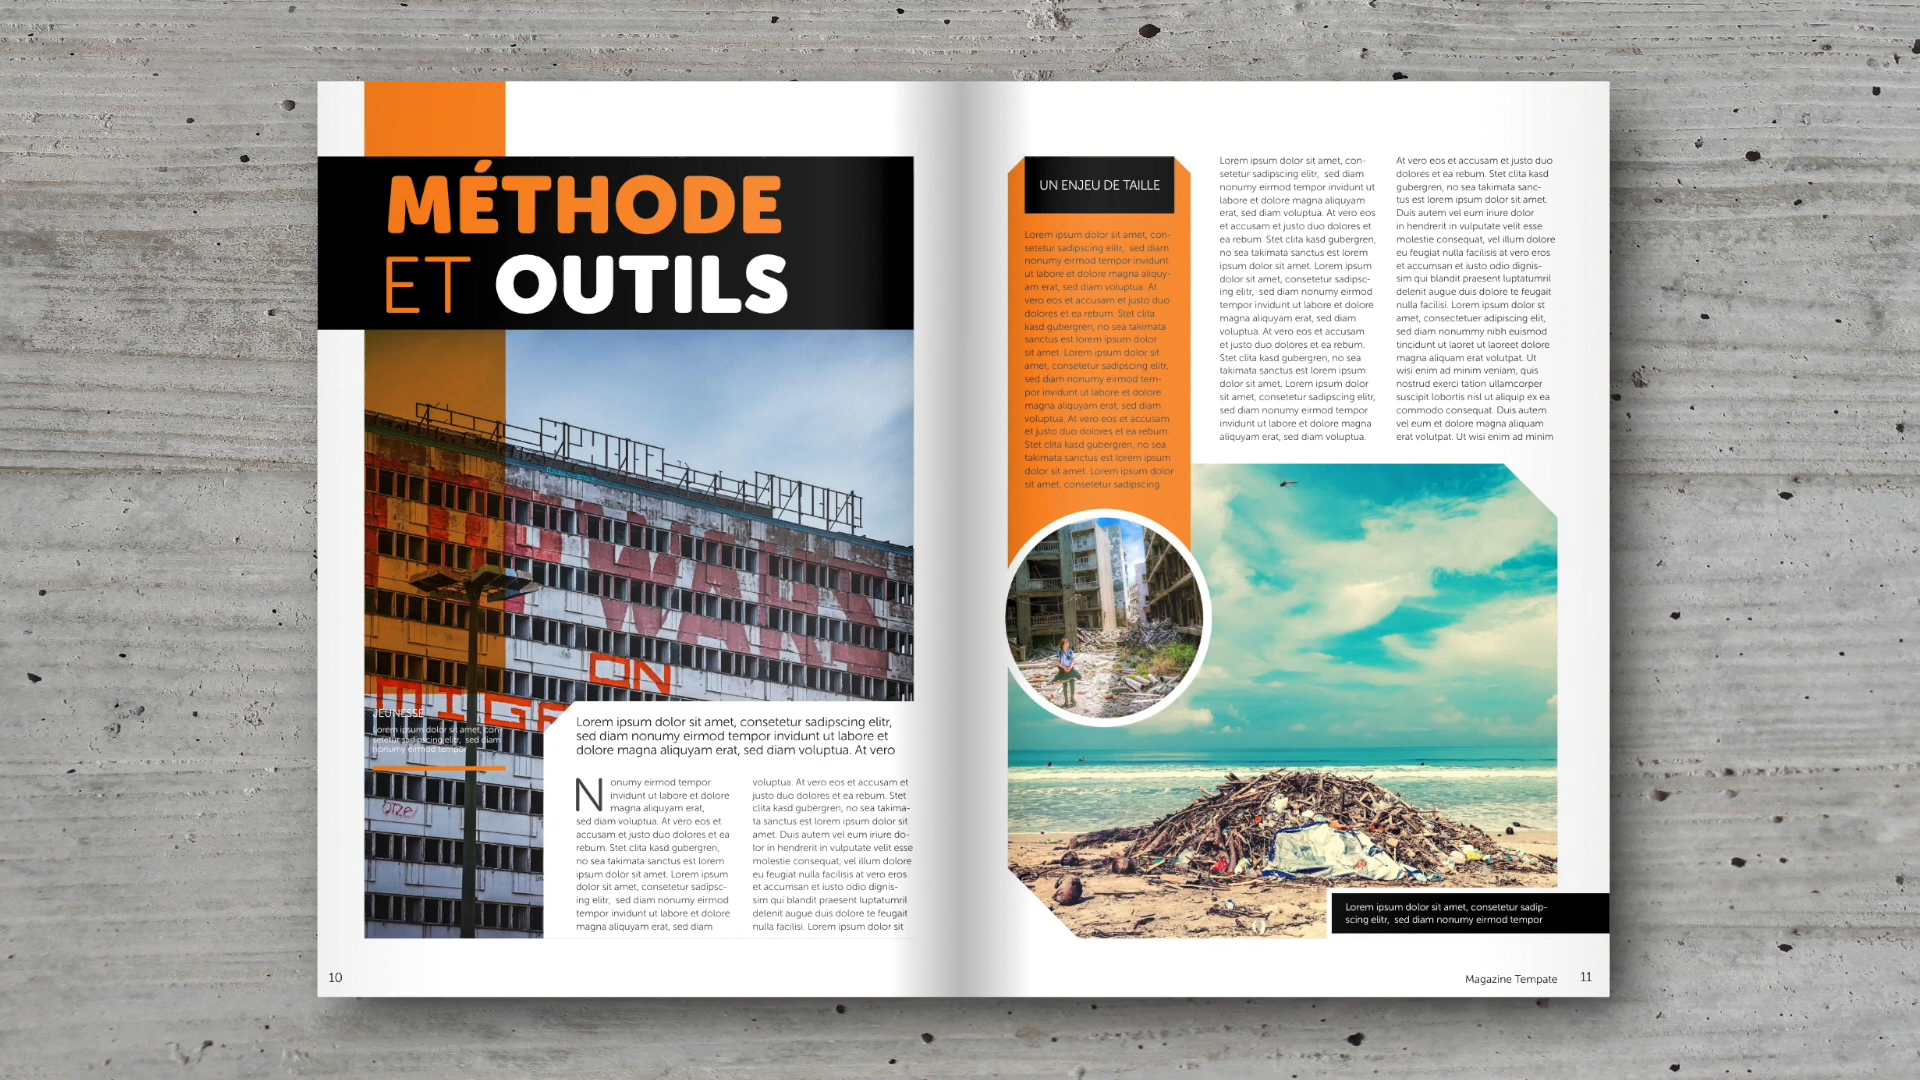 MÉTHODE
ET OUTILS
ON
MIGR
JEUNESSE
Lorem ipsum dolor sit amet, con-
setetur sadipscing elitr, sed diam
nonumy eirmod tempor
Lorem ipsum dolor sit amet, consetetur sadipscing elitr,
sed diam nonumy eirmod tempor invidunt ut labore et
dolore magna aliquyam erat, sed diam voluptua. At vero
Nonumy eirmod tempor
invidunt ut labore et dolore
magna aliquyam erat,
sed diam voluptua. At vero eos et
accusam et justo duo dolores et ea
rebum. Stet clita kasd gubergren,
no sea takimata sanctus est lorem
ipsum dolor sit amet. Lorem ipsum
dolor sit amet, consetetur sadipsc-
ing elitr, sed diam nonumy eirmod
tempor invidunt ut labore et dolore
magna aliquyam erat, sed diam
voluptua. At vero eos et accusam et
justo duo dolores et ea rebum. Stet
clita kasd gubergren, no sea takima-
ta sanctus est lorem ipsum dolor sit
amet. Duis autem vel eum iriure do-
lor in hendrerit in vulputate velit esse
molestie consequat, vel illum dolore
eu feugiat nulla facilisis at vero eros
et accumsan et iusto odio dignis-
sim qui blandit praesent luptatumril
delenit augue duis dolore te feugait
nulla facilisi. Lorem ipsum dolor sit
10
UN ENJEU DE TAILLE
Lorem ipsum dolor sit amet, con-
setetur sadipscing elitr, sed diam
nonumy eirmod tempor invidunt
ut labore et dolore magna aliquy-
am erat, sed diam voluptua. At
vero eos et accusam et justo duo
dolores et ea rebum. Stet clita
kasd gubergren, no sea takimata
sanctus est lorem ipsum dolor
sit amet. Lorem ipsum dolor sit
amet, consetetur sadipscing elitr,
sed diam nonumy eirmod tem-
por invidunt ut labore et dolore
magna aliquyam erat, sed diam
voluptua. At vero eos et accusam
et justo duo dolores et ea rebum.
Stet clita kasd gubergren, no sea
takimata sanctus est lorem ipsum
dolor sit amet. Lorem ipsum dolor
sit amet, consetetur sadipscing
Lorem ipsum dolor sit amet, con-
setetur sadipscing elitr, sed diam
nonumy eirmod tempor invidunt ut
labore et dolore magna aliquyam
erat, sed diam voluptua. At vero eos
et accusam et justo duo dolores et
ea rebum. Stet clita kasd gubergren,
no sea takimata sanctus est lorem
ipsum dolor sit amet. Lorem ipsum
dolor sit amet, consetetur sadipsc-
ing elitr, sed diam nonumy eirmod
tempor invidunt ut labore et dolore
magna aliquyam erat, sed diam
voluptua. At vero eos et accusam
et justo duo dolores et ea rebum.
Stet clita kasd gubergren, no sea
takimata sanctus est lorem ipsum
dolor sit amet. Lorem ipsum dolor
sit amet, consetetur sadipscing elitr,
sed diam nonumy eirmod tempor
invidunt ut labore et dolore magna
aliquyam erat, sed diam voluptua.
At vero eos et accusam et justo duo
dolores et ea rebum. Stet clita kasd
gubergren, no sea takimata sanc-
tus est lorem ipsum dolor sit amet.
Duis autem vel eum iriure dolor
in hendrerit in vulputate velit esse
molestie consequat, vel illum dolore
eu feugiat nulla facilisis at vero eros
et accumsan et iusto odio dignis-
sim qui blandit praesent luptatumril
delenit augue duis dolore te feugait
nulla facilisi. Lorem ipsum dolor st
amet, consectetuer adipiscing elit,
sed diam nonummy nibh euismod
tincidunt ut laoret ut laoreet dolore
magna aliquam erat volutpat. Ut
wisi enim ad minim veniam, quis
nostrud exerci tation ullamcorper
suscipit lobortis nisl ut aliquip ex ea
commodo consequat. Duis autem
vel eum et dolore magna aliquam
erat volutpat. Ut wisi enim ad minim
Lorem ipsum dolor sit amet, consetetur sadip-
scing elitr, sed diam nonumy eirmod tempor
Magazine Tempate 11